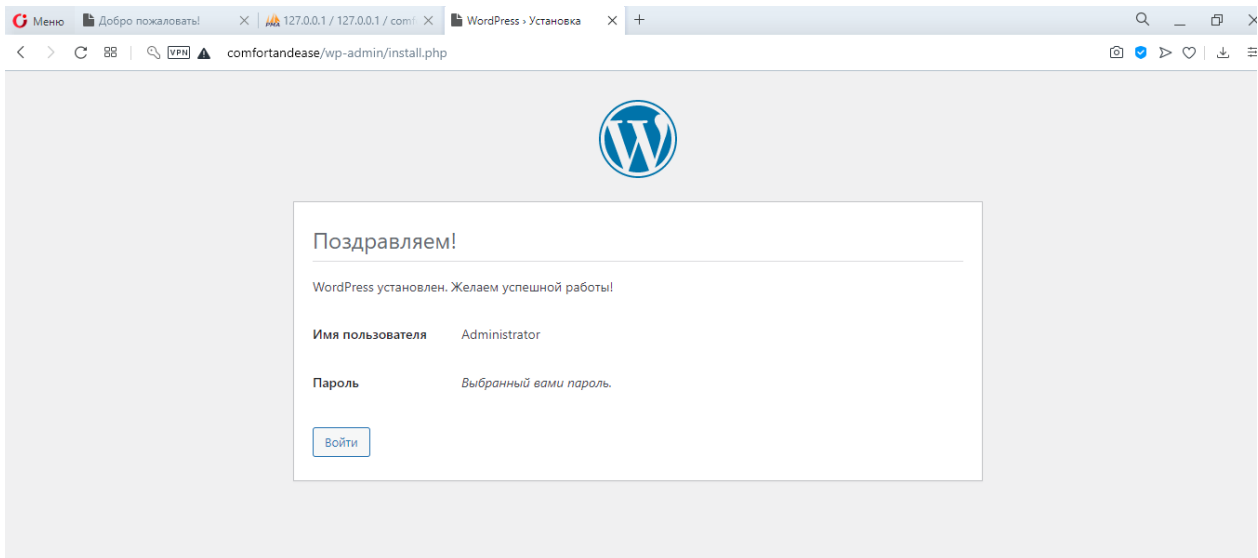 Меню
Добро пожаловать!
127.0.0.1 / 127.0.0.1 / com
WordPress › Установка
VPN
comfortandease/wp-admin/install.php
Поздравляем!
WordPress установлен. Желаем успешной работы!
Имя пользователя Administrator
Пароль Выбранный вами пароль.
Войти